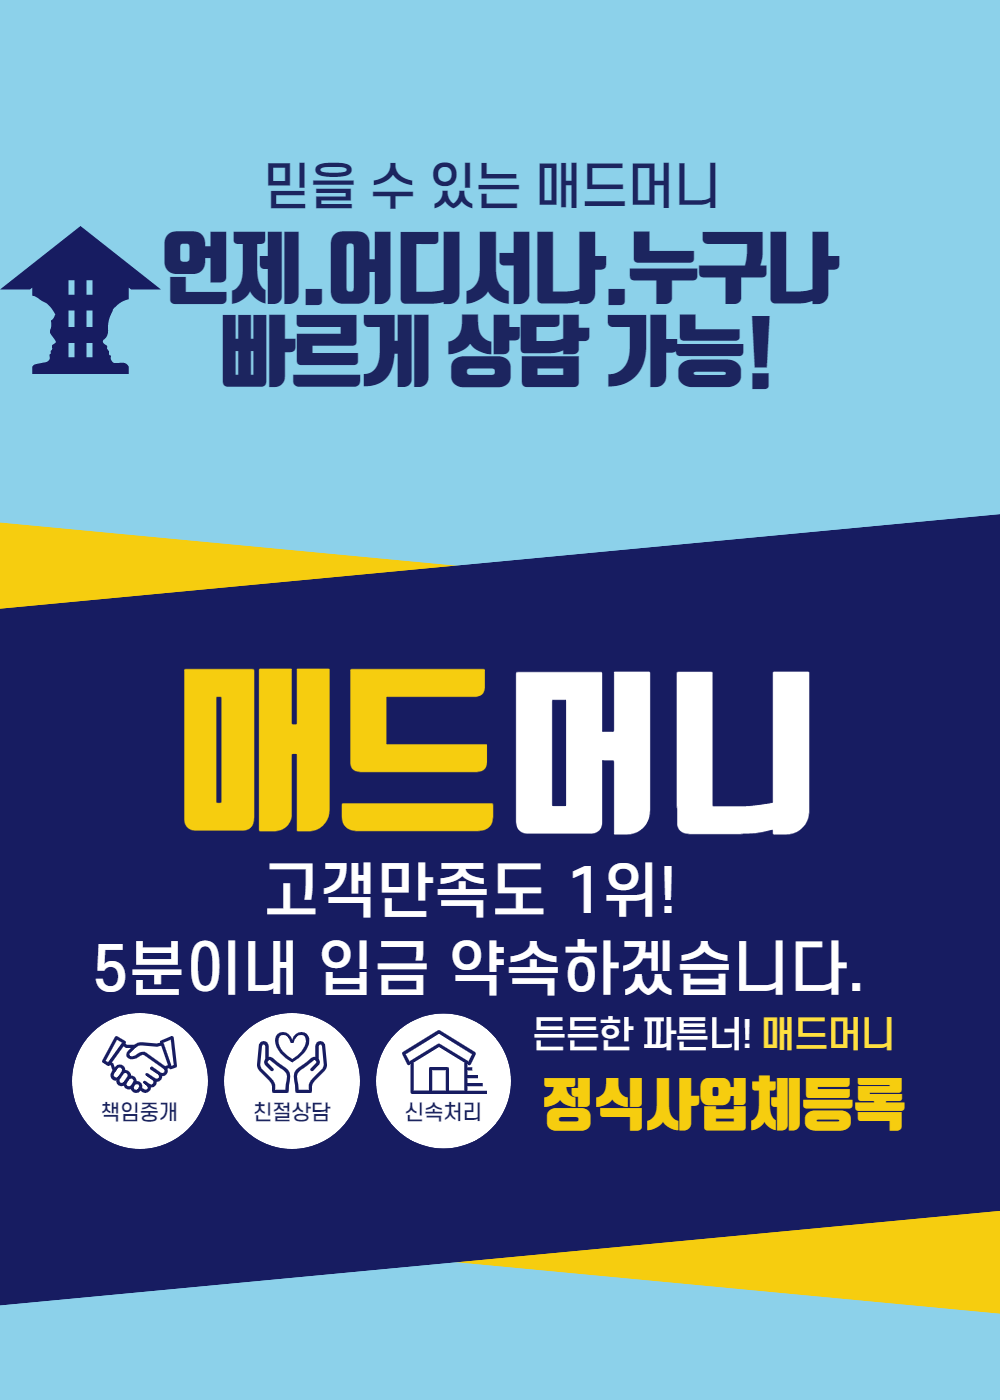 믿을 수 있는 매드머니
언제.어디서나.누구나
빠르게 상담 가능!
매드머니
고객만족도 1위!
5분이내 입금 약속하겠습니다.
책임중개
친절상담
신속처리
든든한 파튼너! 매드머니
정식사업체등록